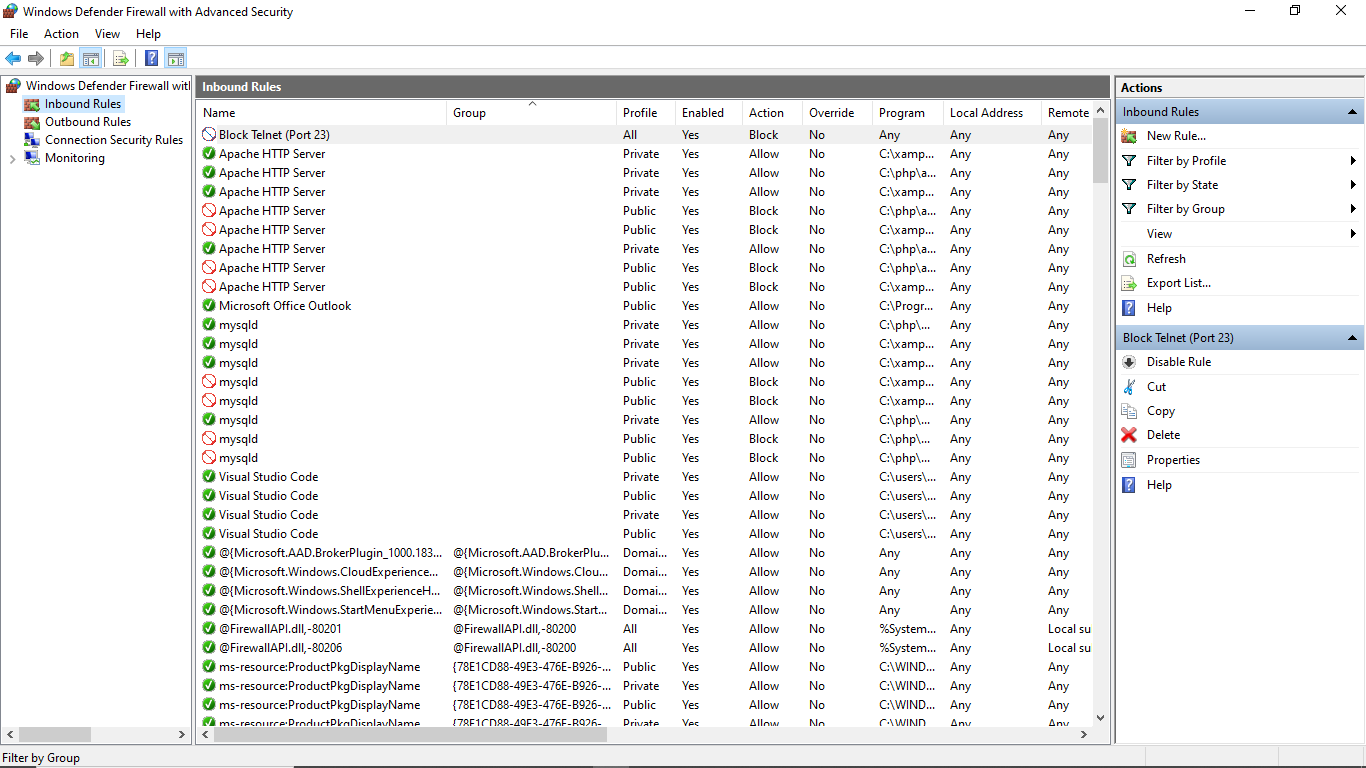 Windows Defender Firewall with Advanced Security
File Action View Help
Windows Defender Firewall witl
Inbound Rules
Outbound Rules
Connection Security Rules
Monitoring
Inbound Rules
Name Group Profile Enabled Action Override Program Local Address Remote
Block Telnet (Port 23) All Yes Block No Any Any Any
Apache HTTP Server Private Yes Allow No C:\xamp... Any Any
Apache HTTP Server Private Yes Allow No C:\php\a... Any Any
Apache HTTP Server Private Yes Allow No C:\xamp... Any Any
Apache HTTP Server Public Yes Block No C:\php\a... Any Any
Apache HTTP Server Public Yes Block No C:\xamp... Any Any
Apache HTTP Server Private Yes Allow No C:\php\a... Any Any
Apache HTTP Server Public Yes Block No C:\php\a... Any Any
Apache HTTP Server Public Yes Block No C:\xamp... Any Any
Microsoft Office Outlook Public Yes Allow No C:\Progr... Any Any
mysqld Private Yes Allow No C:\php\... Any Any
mysqld Private Yes Allow No C:\xamp... Any Any
mysqld Private Yes Allow No C:\xamp... Any Any
mysqld Public Yes Block No C:\xamp... Any Any
mysqld Public Yes Block No C:\xamp... Any Any
mysqld Private Yes Allow No C:\php\... Any Any
mysqld Public Yes Block No C:\php\... Any Any
mysqld Public Yes Block No C:\php\... Any Any
Visual Studio Code Private Yes Allow No C:\users\... Any Any
Visual Studio Code Public Yes Allow No C:\users\... Any Any
Visual Studio Code Private Yes Allow No C:\users\... Any Any
Visual Studio Code Public Yes Allow No C:\users\... Any Any
@{Microsoft.AAD.BrokerPlugin_1000.183... @{Microsoft.AAD.BrokerPlu... Domai... Yes Allow No Any Any Any
@{Microsoft.Windows.CloudExperience... @{Microsoft.Windows.Clou... Domai... Yes Allow No Any Any Any
@{Microsoft.Windows.ShellExperienceH... @{Microsoft.Windows.Shell... Domai... Yes Allow No Any Any Any
@{Microsoft.Windows.StartMenuExperie... @{Microsoft.Windows.Start... Domai... Yes Allow No Any Any Any
@FirewallAPI.dll,-80201 @FirewallAPI.dll,-80200 All Yes Allow No %System... Any Local su
@FirewallAPI.dll,-80206 @FirewallAPI.dll,-80200 All Yes Allow No %System... Any Local su
ms-resource:ProductPkgDisplayName {78E1CD88-49E3-476E-B926-... Public Yes Allow No C:\WIND... Any Any
ms-resource:ProductPkgDisplayName {78E1CD88-49E3-476E-B926-... Private Yes Allow No C:\WIND... Any Any
ms-resource:ProductPkgDisplayName {78E1CD88-49E3-476E-B926-... Public Yes Allow No C:\WIND... Any Any
ms-resource:ProductPkgDisplayName {78E1CD88-49E3-476E-B926-... Private Yes Allow No C:\WIND... Any Any
Actions
Inbound Rules
New Rule...
Filter by Profile
Filter by State
Filter by Group
View
Refresh
Export List...
Help
Block Telnet (Port 23)
Disable Rule
Cut
Copy
Delete
Properties
Help
Filter by Group